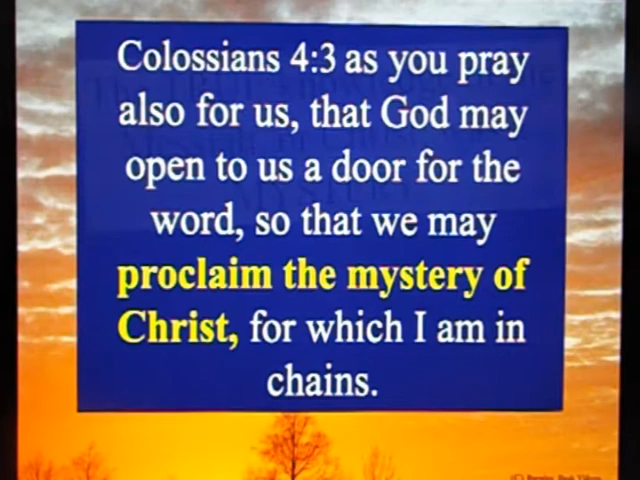 Colossians 4:3 as you pray
also for us, that God may
open to us a door for the
word, so that we may
proclaim the mystery of
Christ, for which I am in
chains.